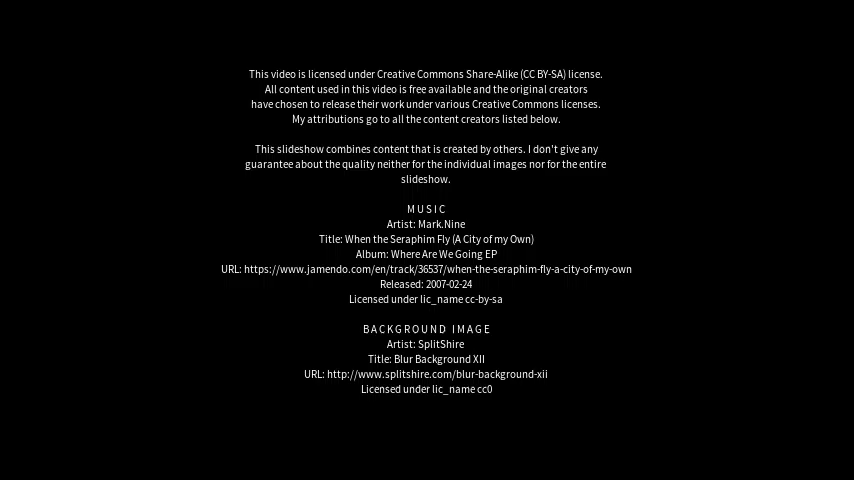 This video is licensed under Creative Commons Share-Alike (CC BY-SA) license.
All content used in this video is free available and the original creators
have chosen to release their work under various Creative Commons licenses.
My attributions go to all the content creators listed below.
This slideshow combines content that is created by others. I don't give any
guarantee about the quality neither for the individual images nor for the entire
slideshow.
MUSIC
Artist: Mark.Nine
Title: When the Seraphim Fly (A City of my Own)
Album: Where Are We Going EP
URL: https://www.jamendo.com/en/track/36537/when-the-seraphim-fly-a-city-of-my-own
Released: 2007-02-24
Licensed under lic_name cc-by-sa
BACKGROUND IMAGE
Artist: SplitShire
Title: Blur Background XII
URL: http://www.splitshire.com/blur-background-xii
Licensed under lic_name cc0